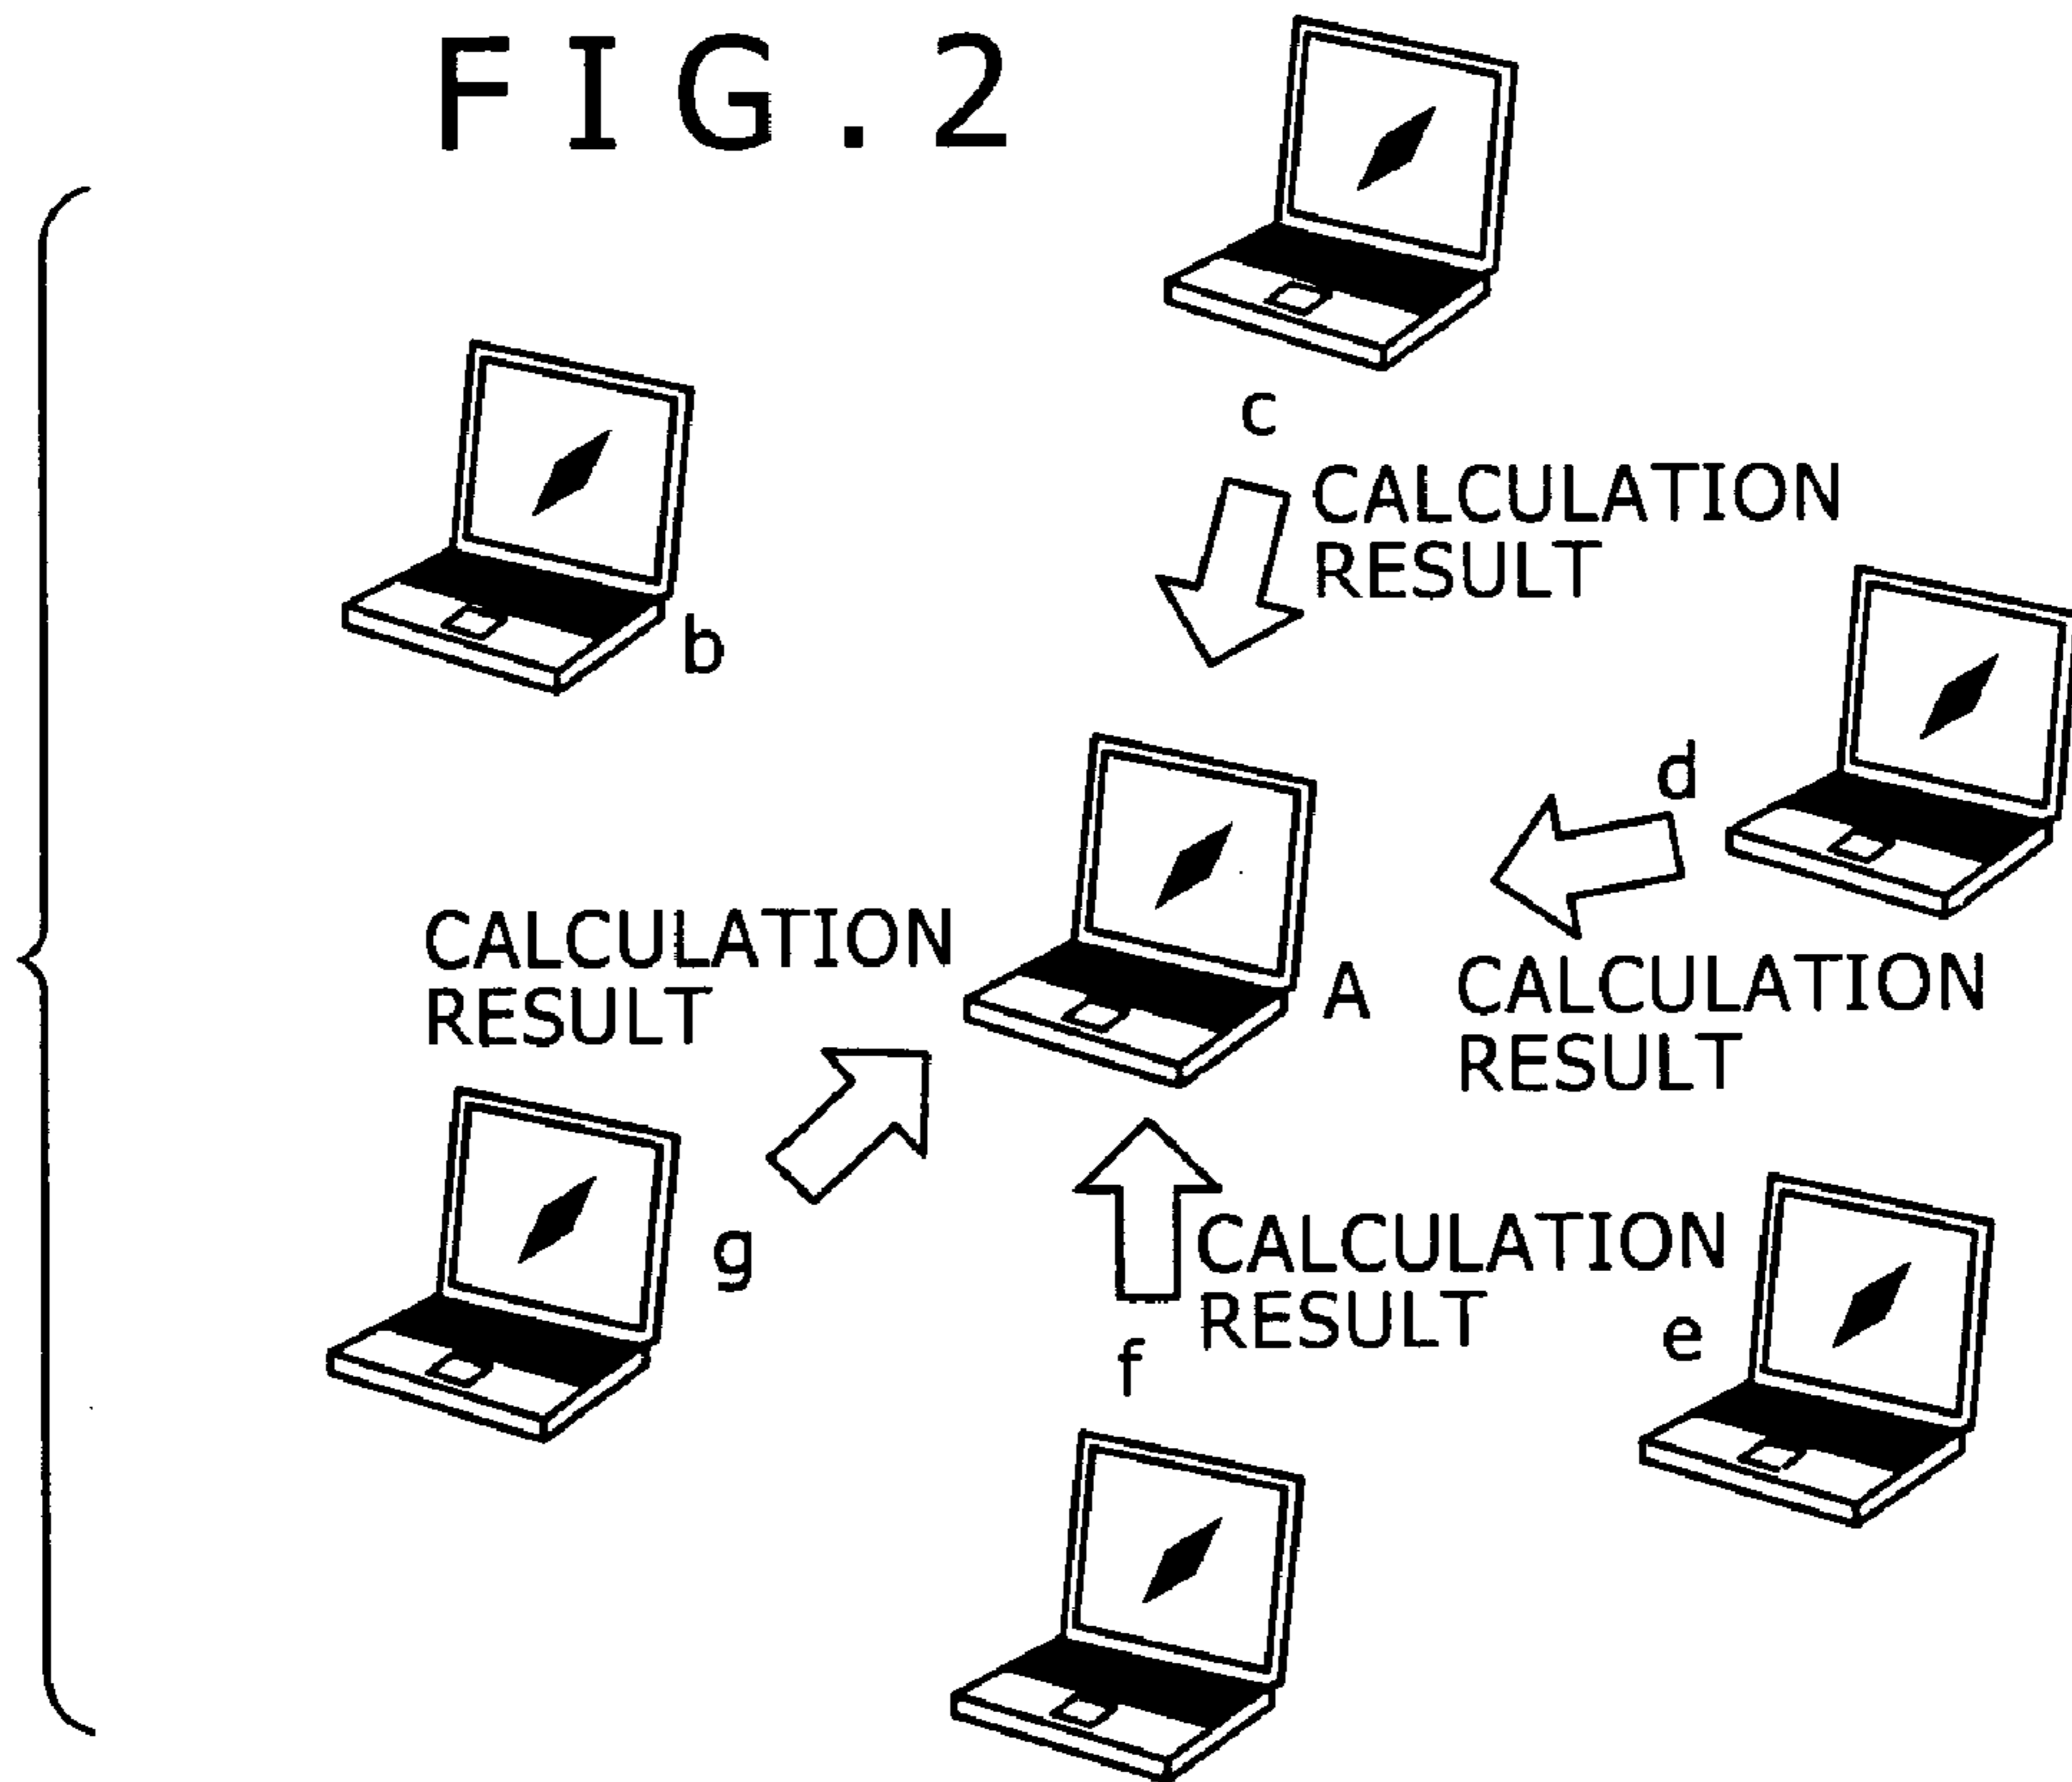 FIG.2
c
CALCULATION
RESULT
b
d
CALCULATION
RESULT
A
CALCULATION
RESULT
g
CALCULATION
RESULT
e
f